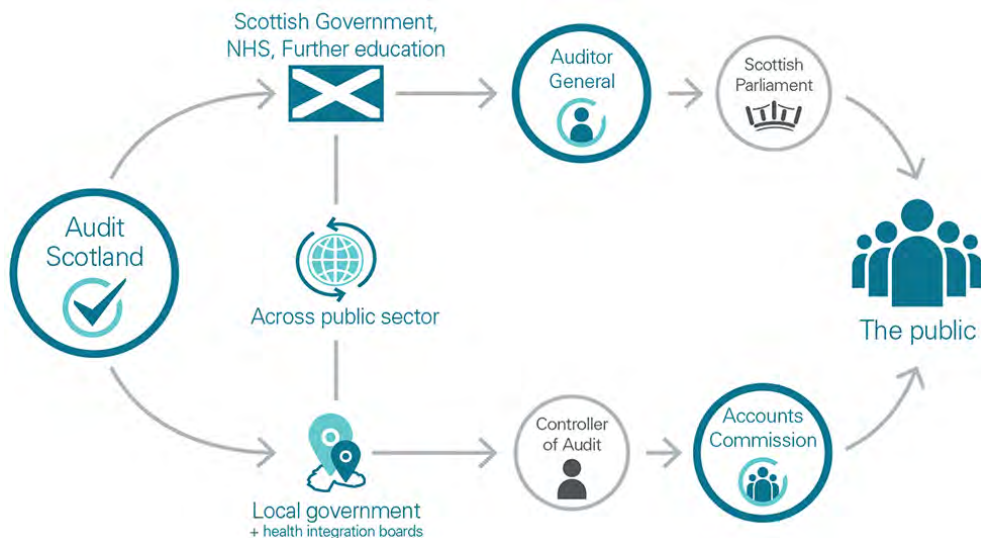 Scottish Government,
NHS, Further education
Auditor
General
Scottish
Parliament
Audit
Scotland
Across public sector
The public
Local government
+ health integration boards
Controller
of Audit
Accounts
Commission